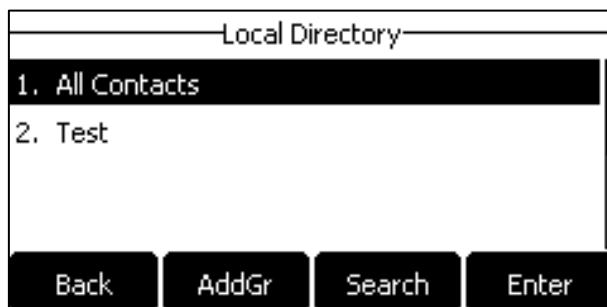 Local Directory
1. All Contacts
2. Test
Back AddGr Search Enter